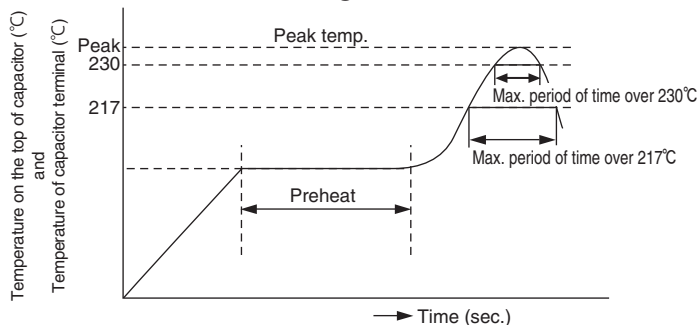 Temperature on the top of capacitor (℃)
and
Temperature of capacitor terminal (℃)
Peak
230
217
Peak temp.
Max. period of time over 230℃
Max. period of time over 217℃
Preheat
Time (sec.)